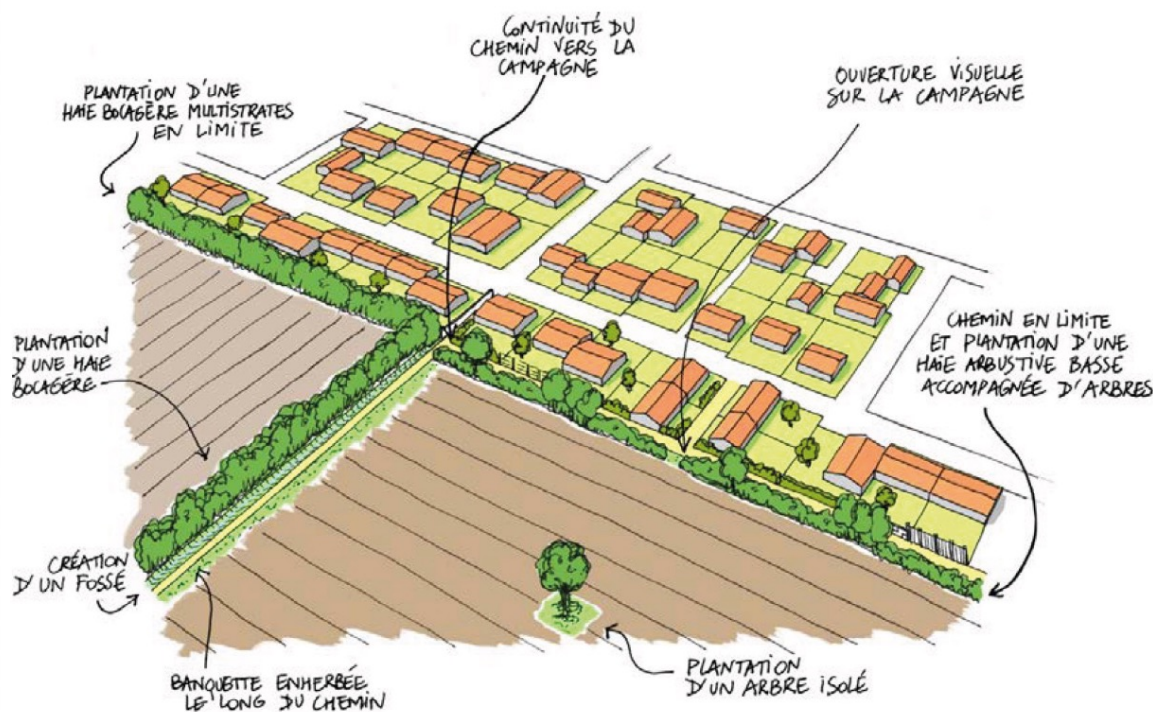 CONTINUITÉ DU
CHEMIN VERS LA
CAMPAGNE
OUVERTURE VISUELLE
SUR LA CAMPAGNE
PLANTATION D'UNE
HAIE BOCAGÈRE MULTISTRATES
EN LIMITE
PLANTATION
D'UNE HAIE
BOCAGÈRE
CHEMIN EN LIMITE
ET PLANTATION D'UNE
HAIE ARBUSTIVE BASSE
ACCOMPAGNÉE D'ARBRES
CRÉATION
D'UN FOSSÉ
BANQUETTE ENHERBÉE
LE LONG DU CHEMIN
PLANTATION
D'UN ARBRE ISOLÉ